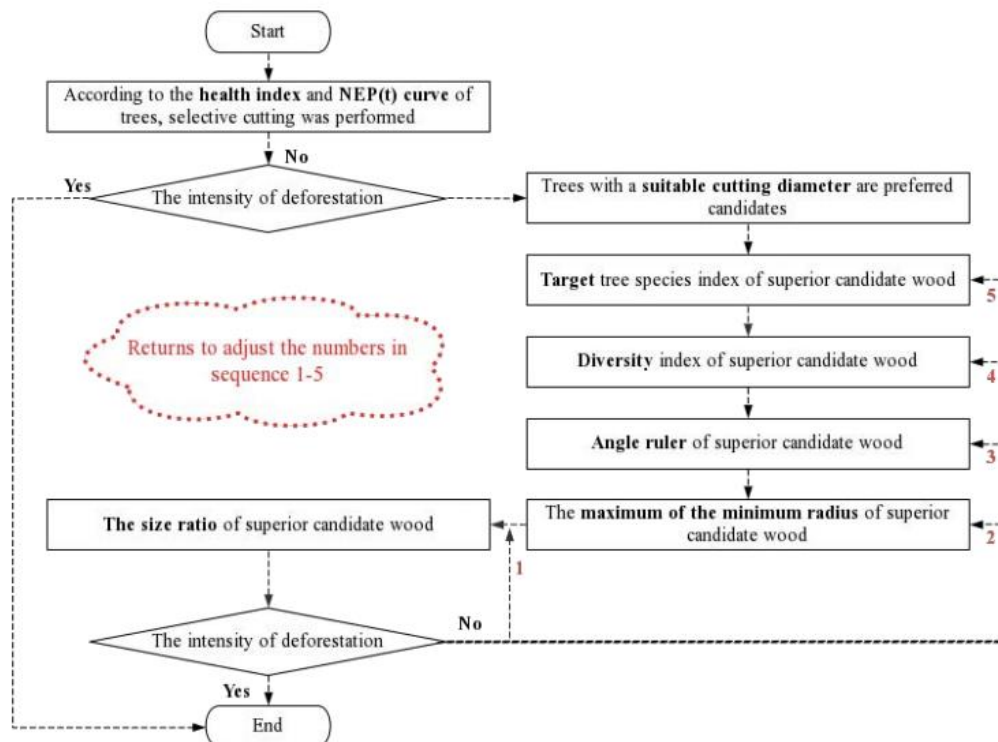 Start
According to the health index and NEP(t) curve of
trees, selective cutting was performed
No
Yes
The intensity of deforestation
Trees with a suitable cutting diameter are preferred
candidates
Target tree species index of superior candidate wood
5
Returns to adjust the numbers in
sequence 1-5
Diversity index of superior candidate wood
4
Angle ruler of superior candidate wood
3
The size ratio of superior candidate wood
The maximum of the minimum radius of superior
candidate wood
2
1
No
The intensity of deforestation
Yes
End